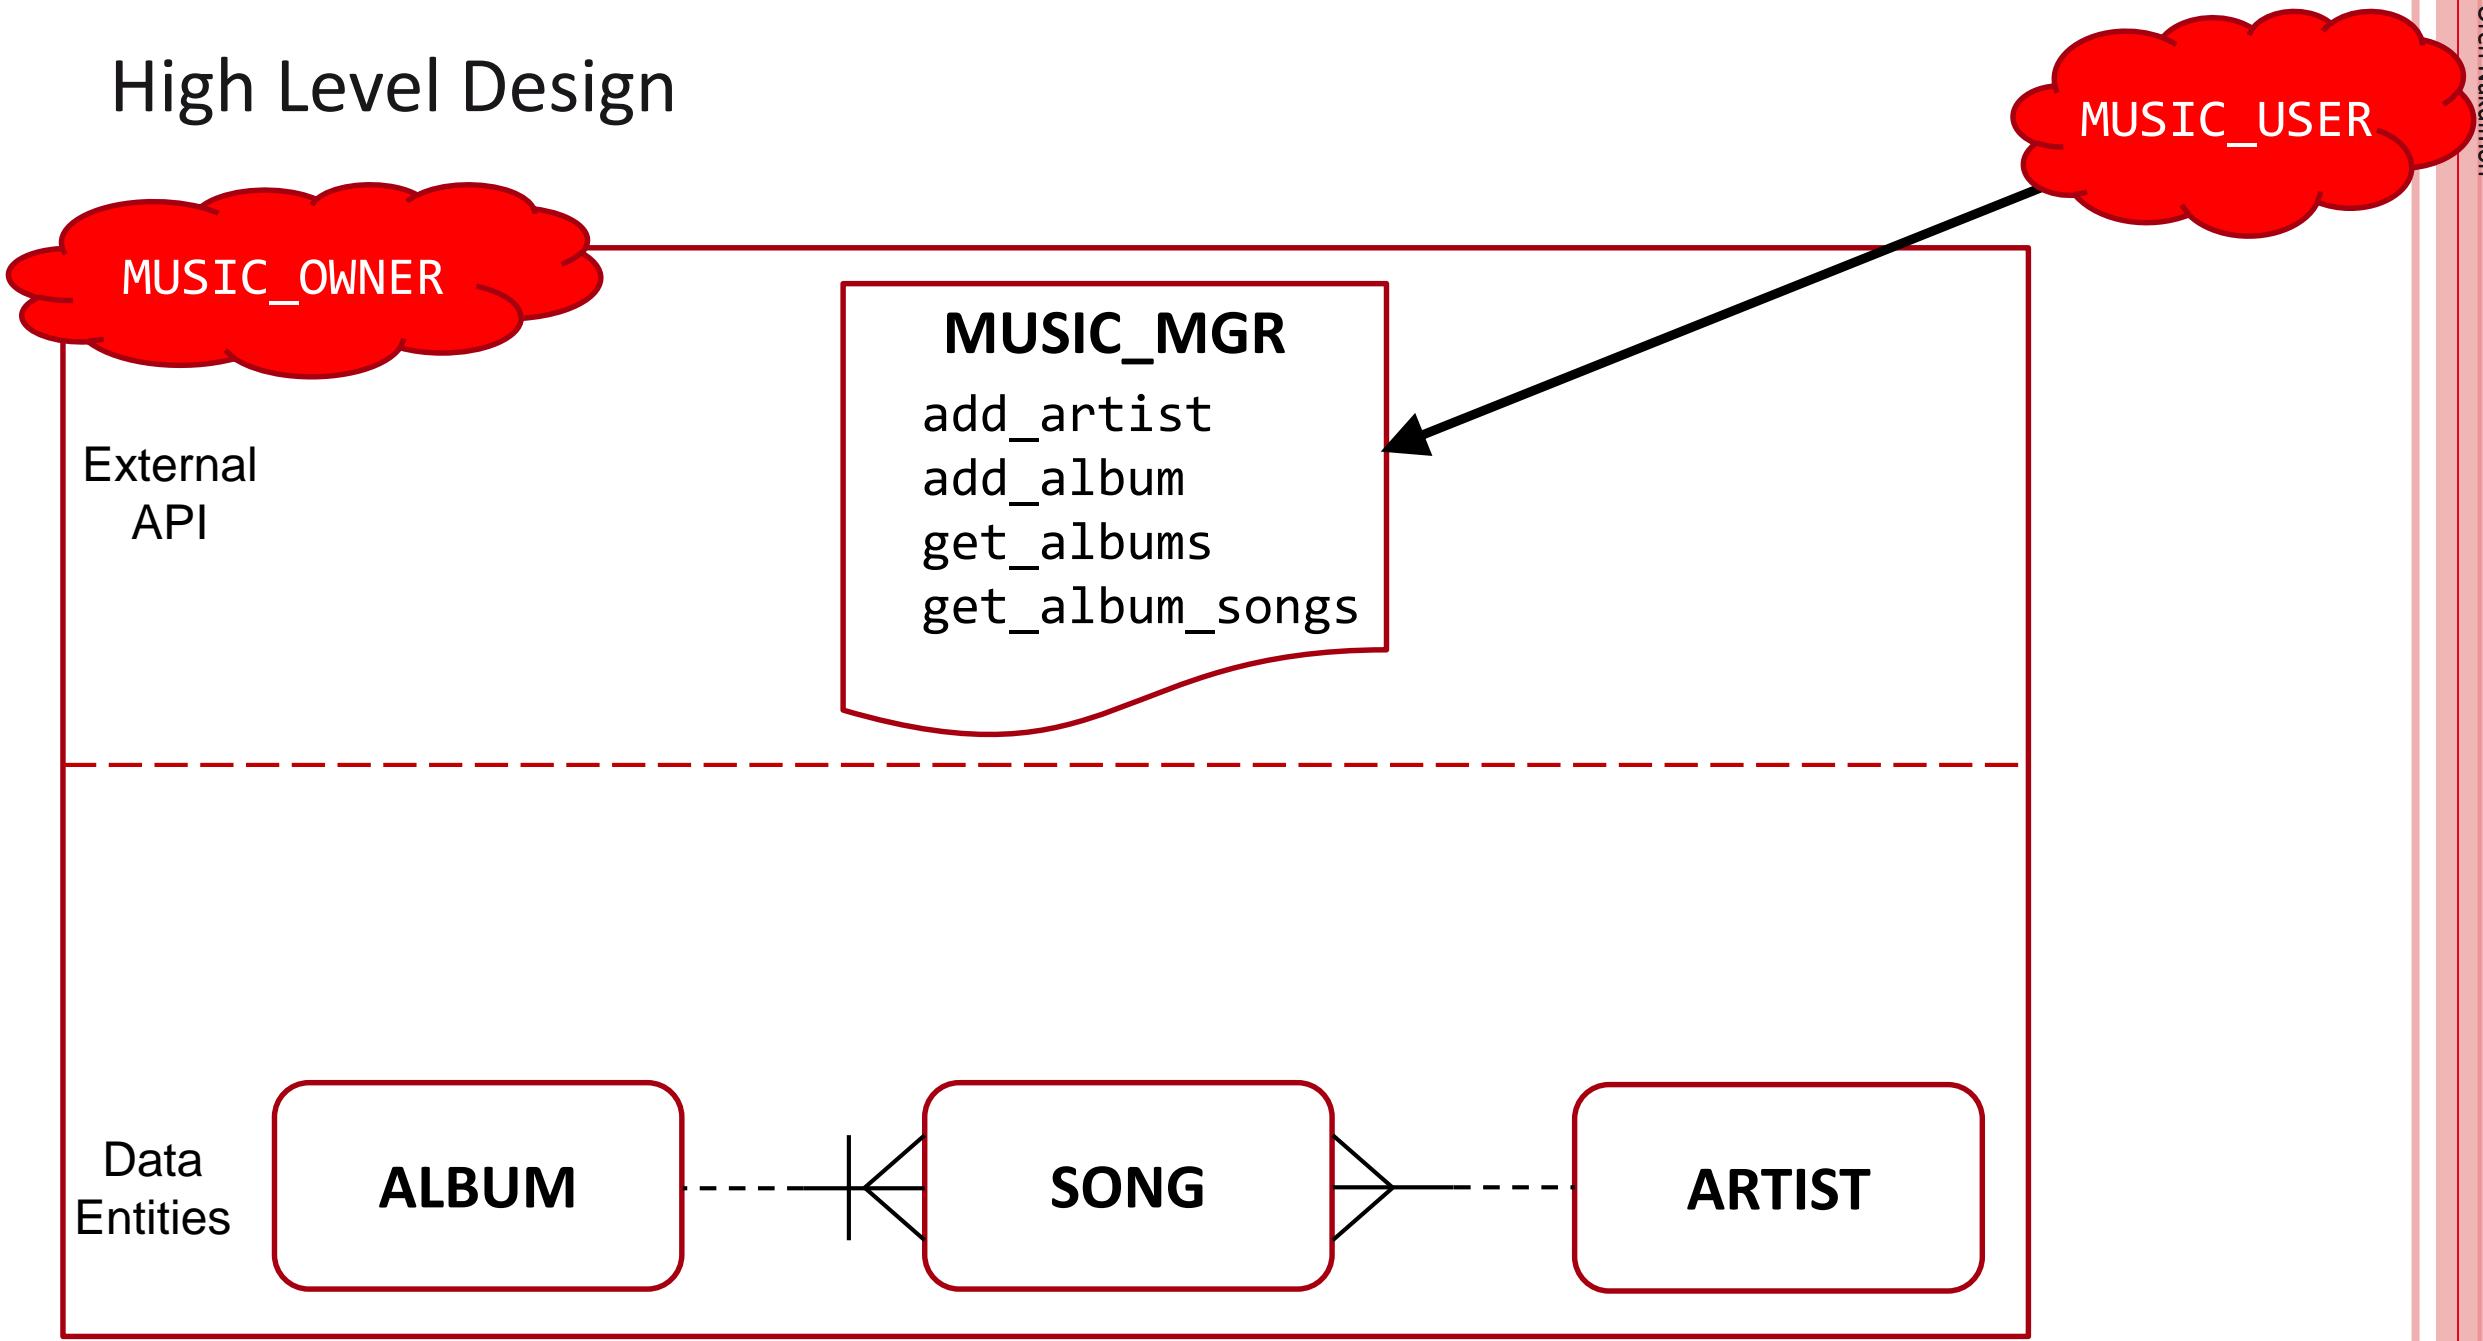 High Level Design
MUSIC_USER
MUSIC_OWNER
MUSIC_MGR
add_artist
add_album
get_albums
get_album_songs
External
API
Data
Entities
ALBUM
SONG
ARTIST